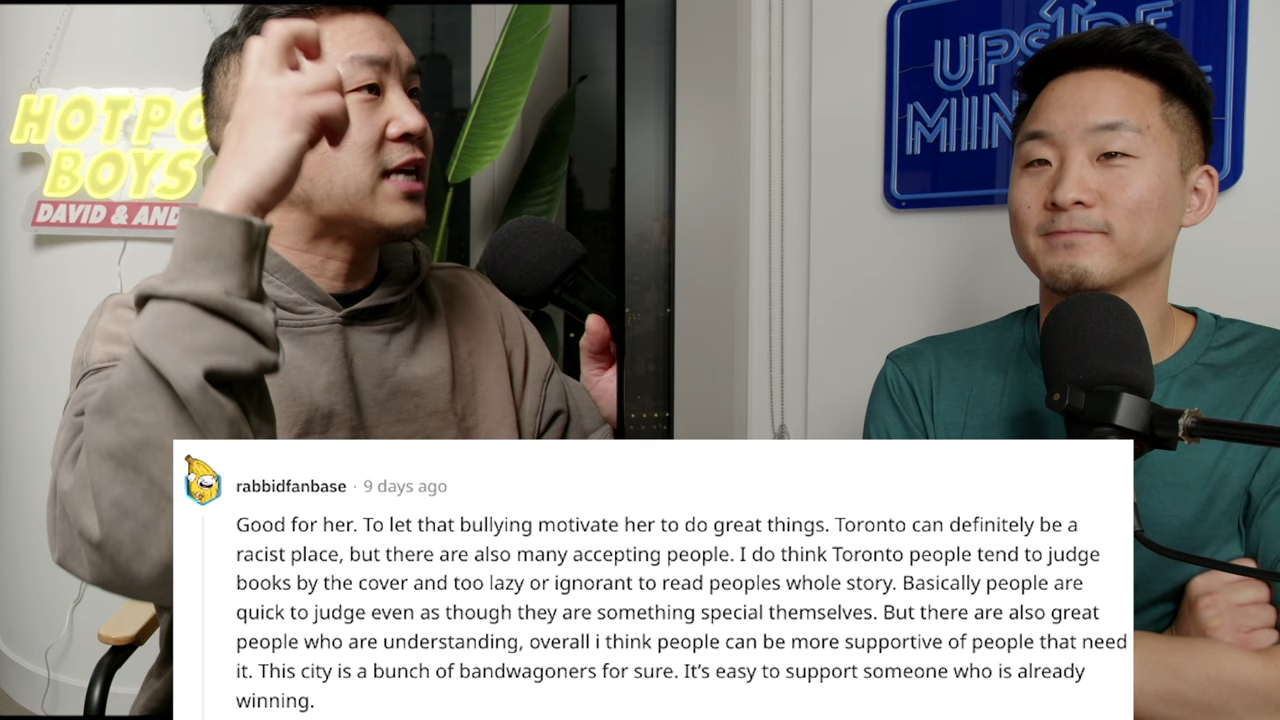 HOTPO
BOYS
DAVID & AND
UPSIDE
MIN
rabbidfanbase · 9 days ago
Good for her. To let that bullying motivate her to do great things. Toronto can definitely be a
racist place, but there are also many accepting people. I do think Toronto people tend to judge
books by the cover and too lazy or ignorant to read peoples whole story. Basically people are
quick to judge even as though they are something special themselves. But there are also great
people who are understanding, overall i think people can be more supportive of people that need
it. This city is a bunch of bandwagoners for sure. It’s easy to support someone who is already
winning.